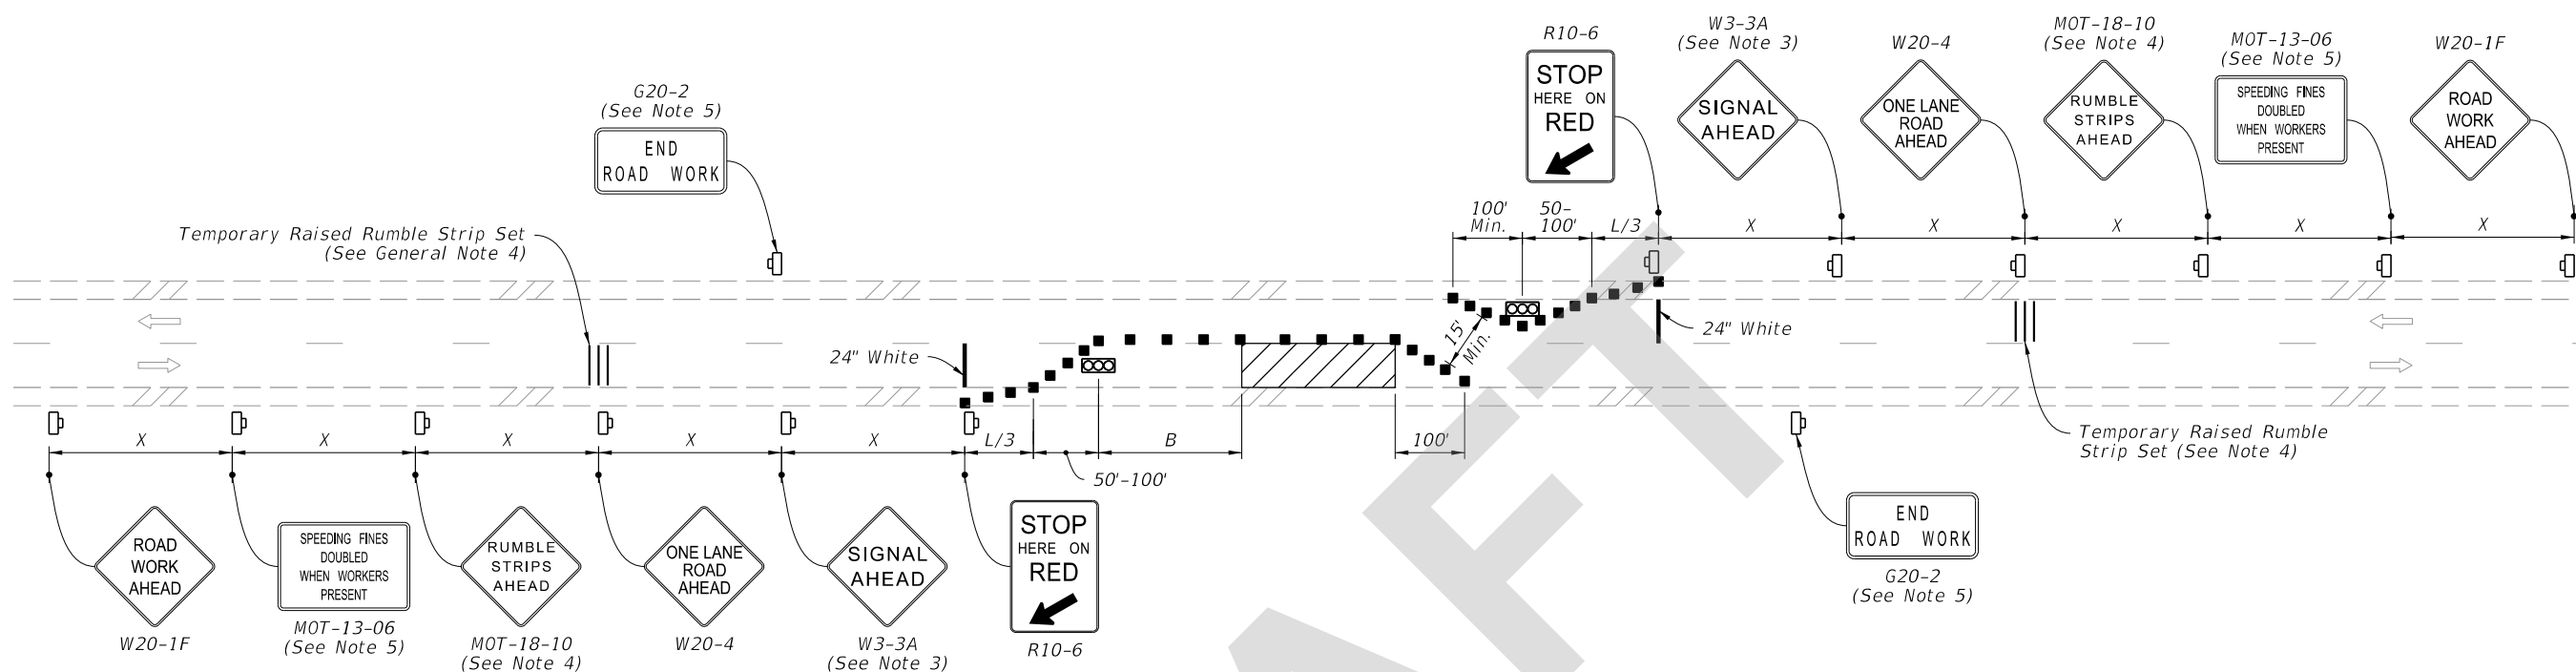 R10-6
STOP
HERE ON
RED
W3-3A
(See Note 3)
SIGNAL
AHEAD
W20-4
ONE LANE
ROAD
AHEAD
MOT-18-10
(See Note 4)
RUMBLE
STRIPS
AHEAD
MOT-13-06
(See Note 5)
SPEEDING FINES
DOUBLED
WHEN WORKERS
PRESENT
W20-1F
ROAD
WORK
AHEAD
G20-2
(See Note 5)
END
ROAD WORK
Temporary Raised Rumble Strip Set
(See General Note 4)
100'
Min.
50-
100'
L/3
X
X
X
X
X
15'
Min.
24" White
24" White
X
X
X
X
X
L/3
50'-100'
B
100'
Temporary Raised Rumble
Strip Set (See Note 4)
ROAD
WORK
AHEAD
W20-1F
SPEEDING FINES
DOUBLED
WHEN WORKERS
PRESENT
MOT-13-06
(See Note 5)
RUMBLE
STRIPS
AHEAD
MOT-18-10
(See Note 4)
ONE LANE
ROAD
AHEAD
W20-4
SIGNAL
AHEAD
W3-3A
(See Note 3)
STOP
HERE ON
RED
R10-6
END
ROAD WORK
G20-2
(See Note 5)
AFT